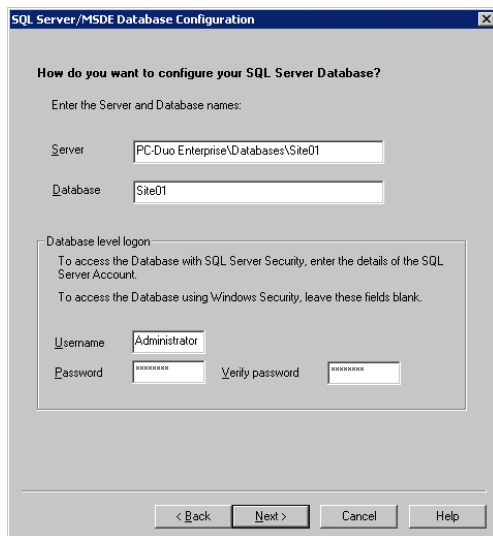 SQL Server/MSDE Database Configuration
How do you want to configure your SQL Server Database?
Enter the Server and Database names:
Server PC-Duo Enterprise\Databases\Site01
Database Site01
Database level logon
To access the Database with SQL Server Security, enter the details of the SQL
Server Account.
To access the Database using Windows Security, leave these fields blank.
Username Administrator
Password ******** Verify password ********
< Back Next > Cancel Help